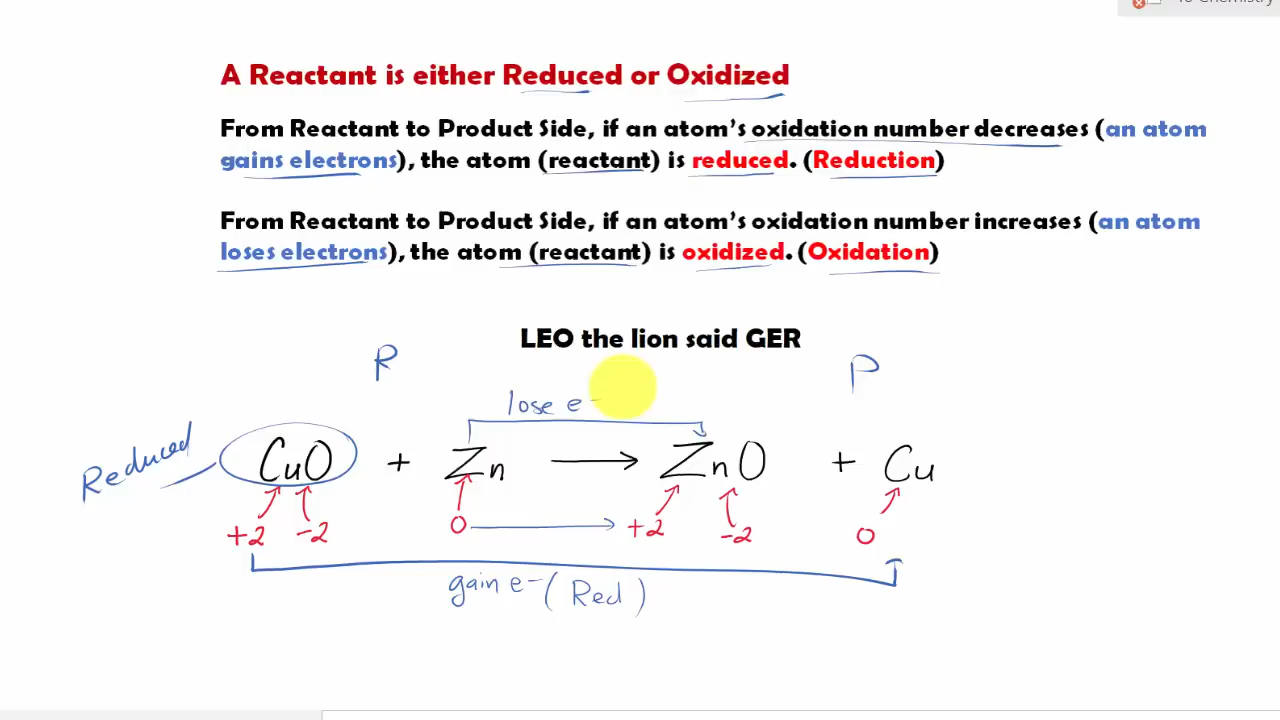 To Chemistry
A Reactant is either Reduced or Oxidized
From Reactant to Product Side, if an atom's oxidation number decreases (an atom
gains electrons), the atom (reactant) is reduced. (Reduction)
From Reactant to Product Side, if an atom's oxidation number increases (an atom
loses electrons), the atom (reactant) is oxidized. (Oxidation)
LEO the lion said GER
R P
lose e-
Reduced CuO + Zn → ZnO + Cu
+2 -2 0 → +2 -2 0
gain e- (Red)